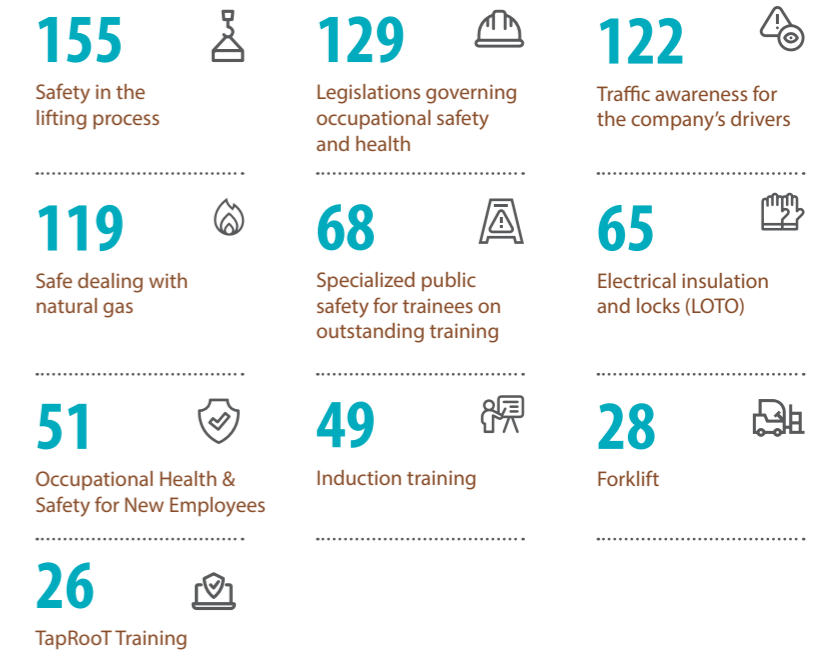 155
Safety in the
lifting process
129
Legislations governing
occupational safety
and health
122
Traffic awareness for
the company’s drivers
119
Safe dealing with
natural gas
68
Specialized public
safety for trainees on
outstanding training
65
Electrical insulation
and locks (LOTO)
51
Occupational Health &
Safety for New Employees
49
Induction training
28
Forklift
26
TapRooT Training